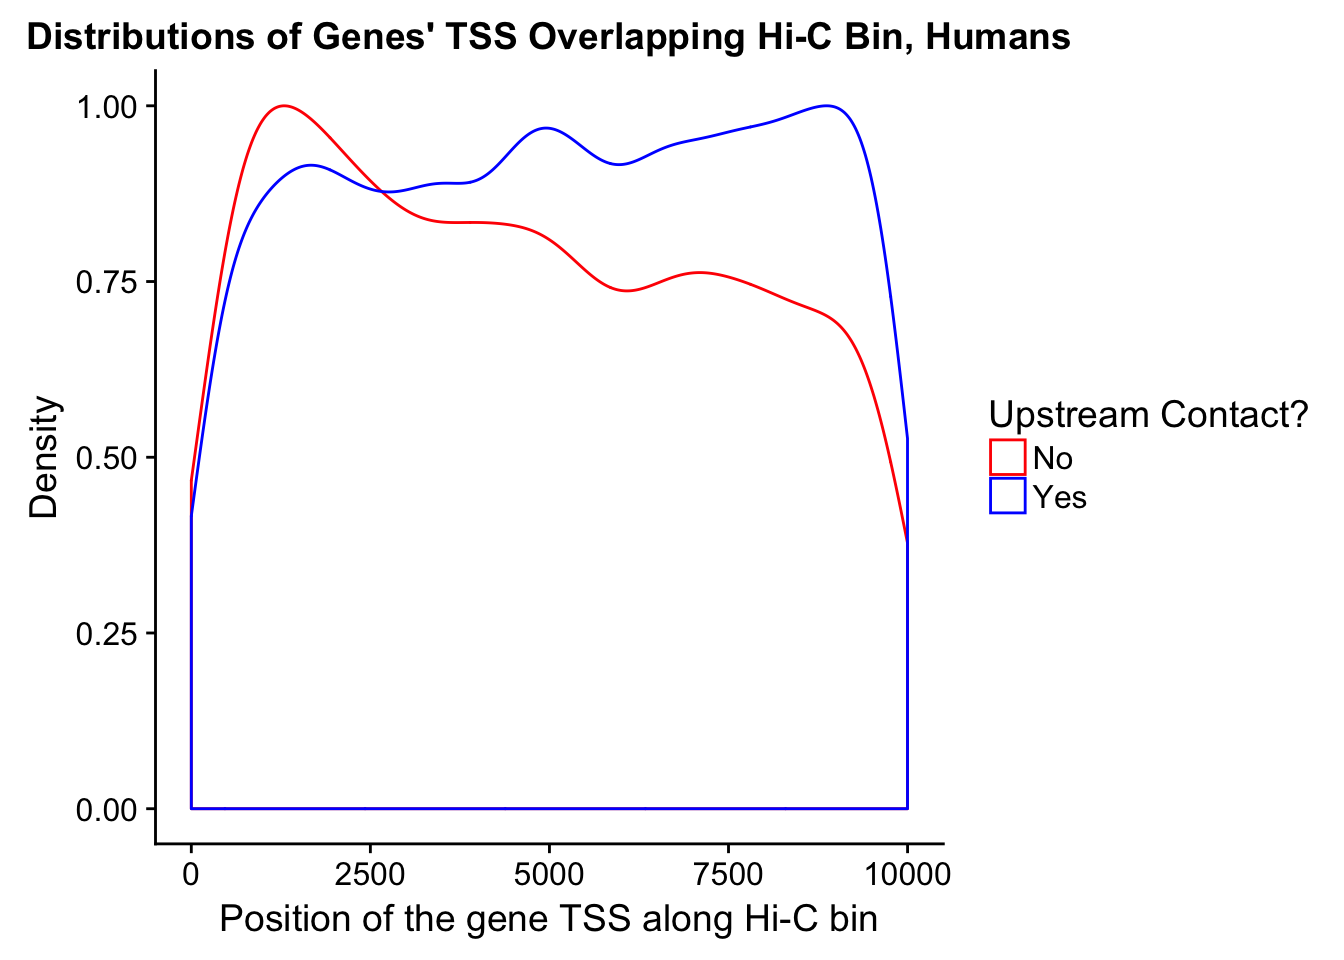 Distributions of Genes' TSS Overlapping Hi-C Bin, Humans
1.00
0.75
0.50
0.25
0.00
Density
0 2500 5000 7500 10000
Position of the gene TSS along Hi-C bin
Upstream Contact?
No
Yes